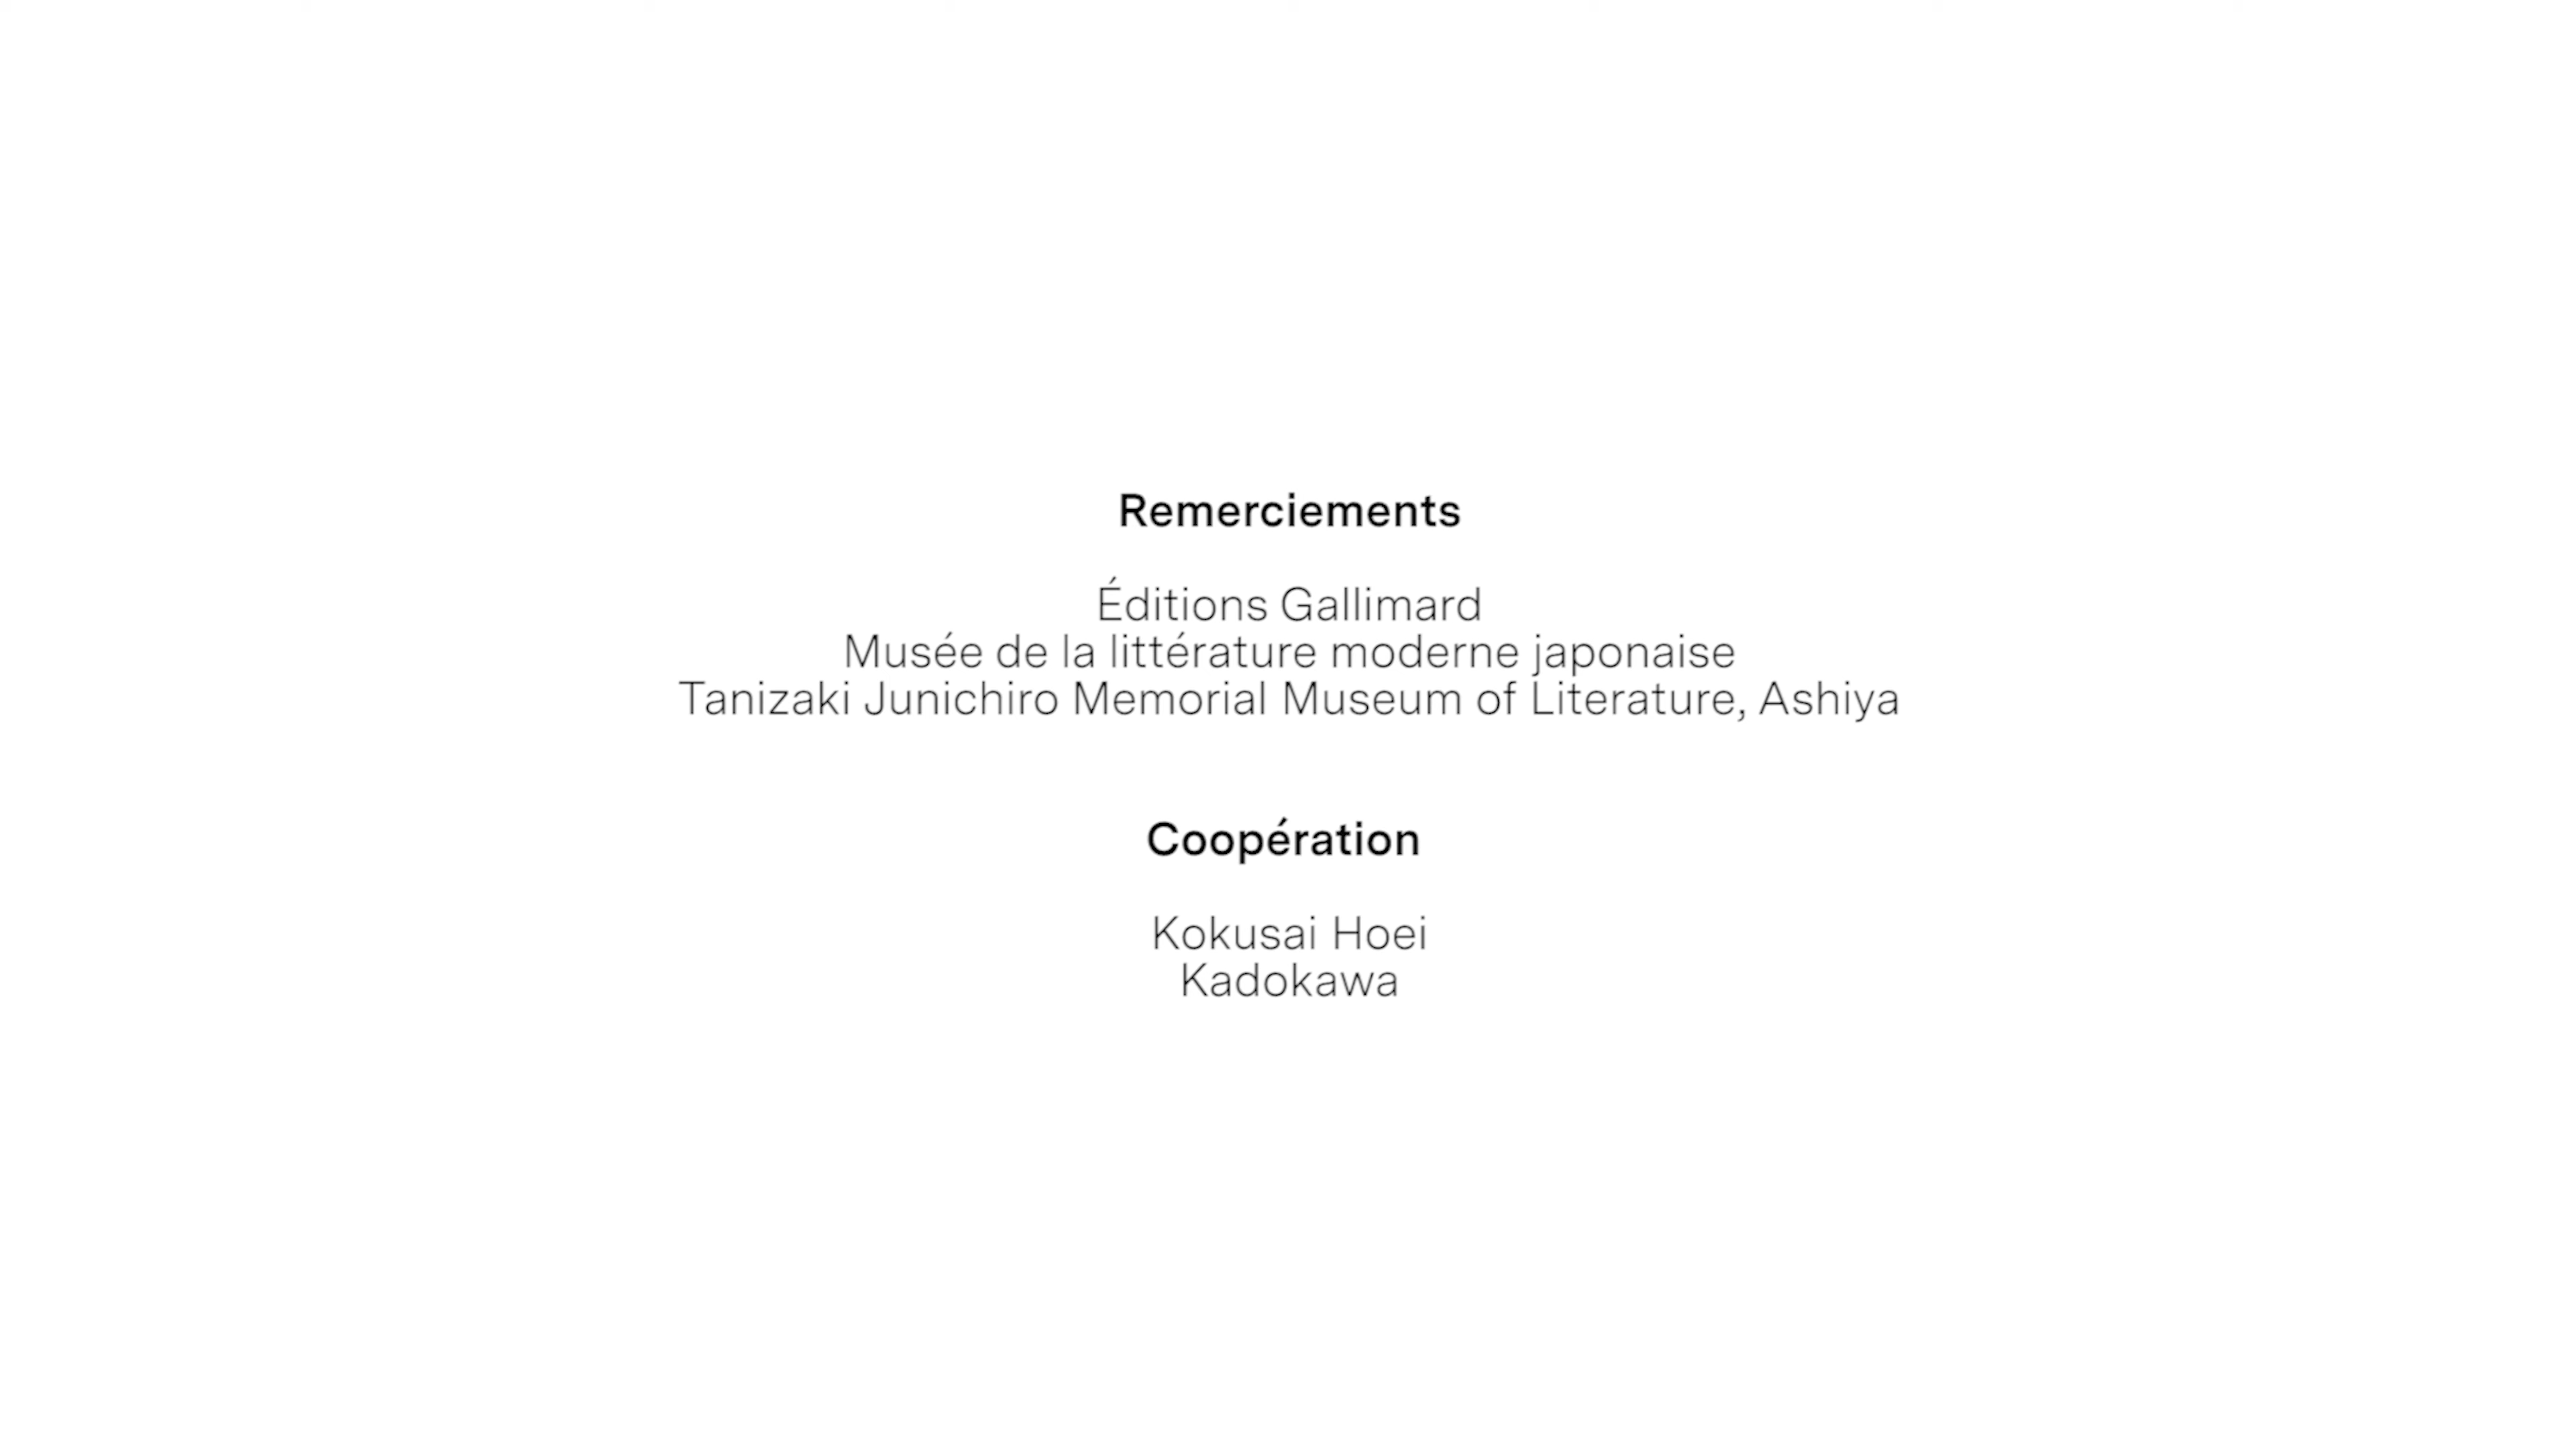 Remerciements
Éditions Gallimard
Musée de la littérature moderne japonaise
Tanizaki Junichiro Memorial Museum of Literature, Ashiya
Coopération
Kokusai Hoei
Kadokawa